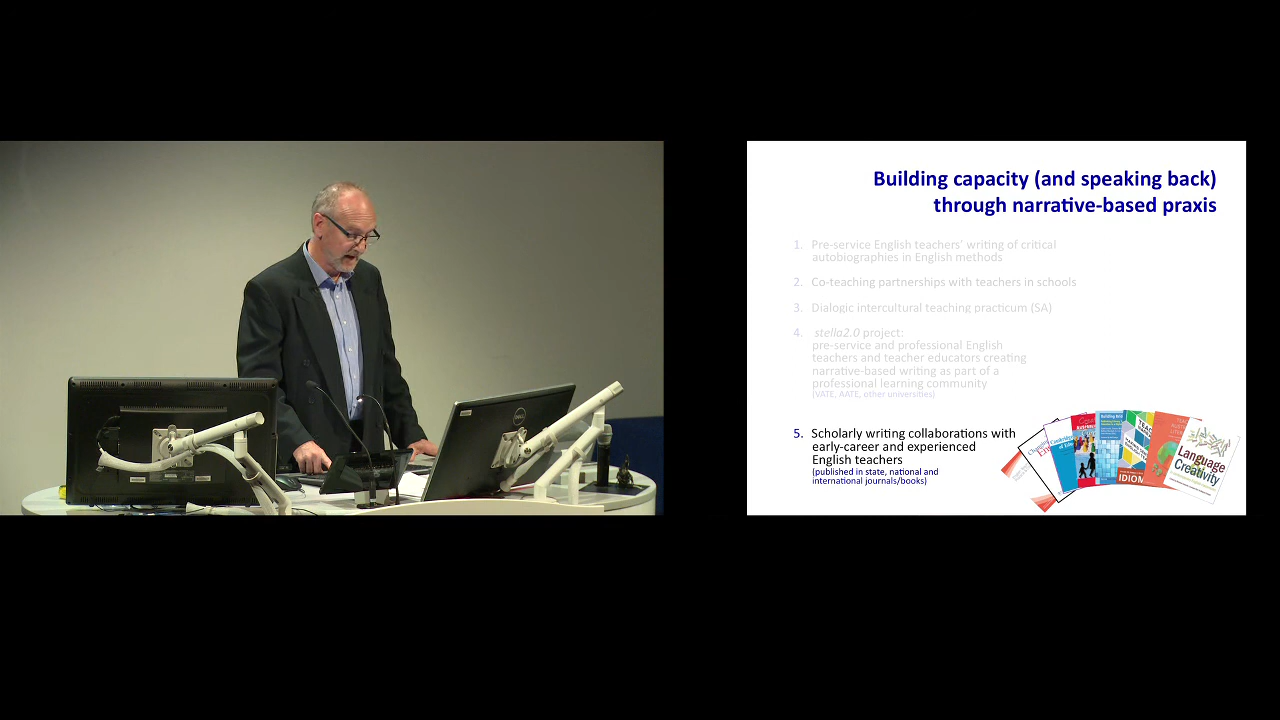 Building capacity (and speaking back)
through narrative-based praxis
1. Pre-service English teachers' writing of critical
autobiographies in English methods
2. Co-teaching partnerships with teachers in schools
3. Dialogic intercultural teaching practicum (SA)
4. stella2.0 project:
pre-service and professional English
teachers and teacher educators creating
narrative-based writing as part of a
professional learning community
(VATE, AATE, other universities)
5. Scholarly writing collaborations with
early-career and experienced
English teachers
(published in state, national and
international journals/books)
IDIOM
Language
Creativity
DELL